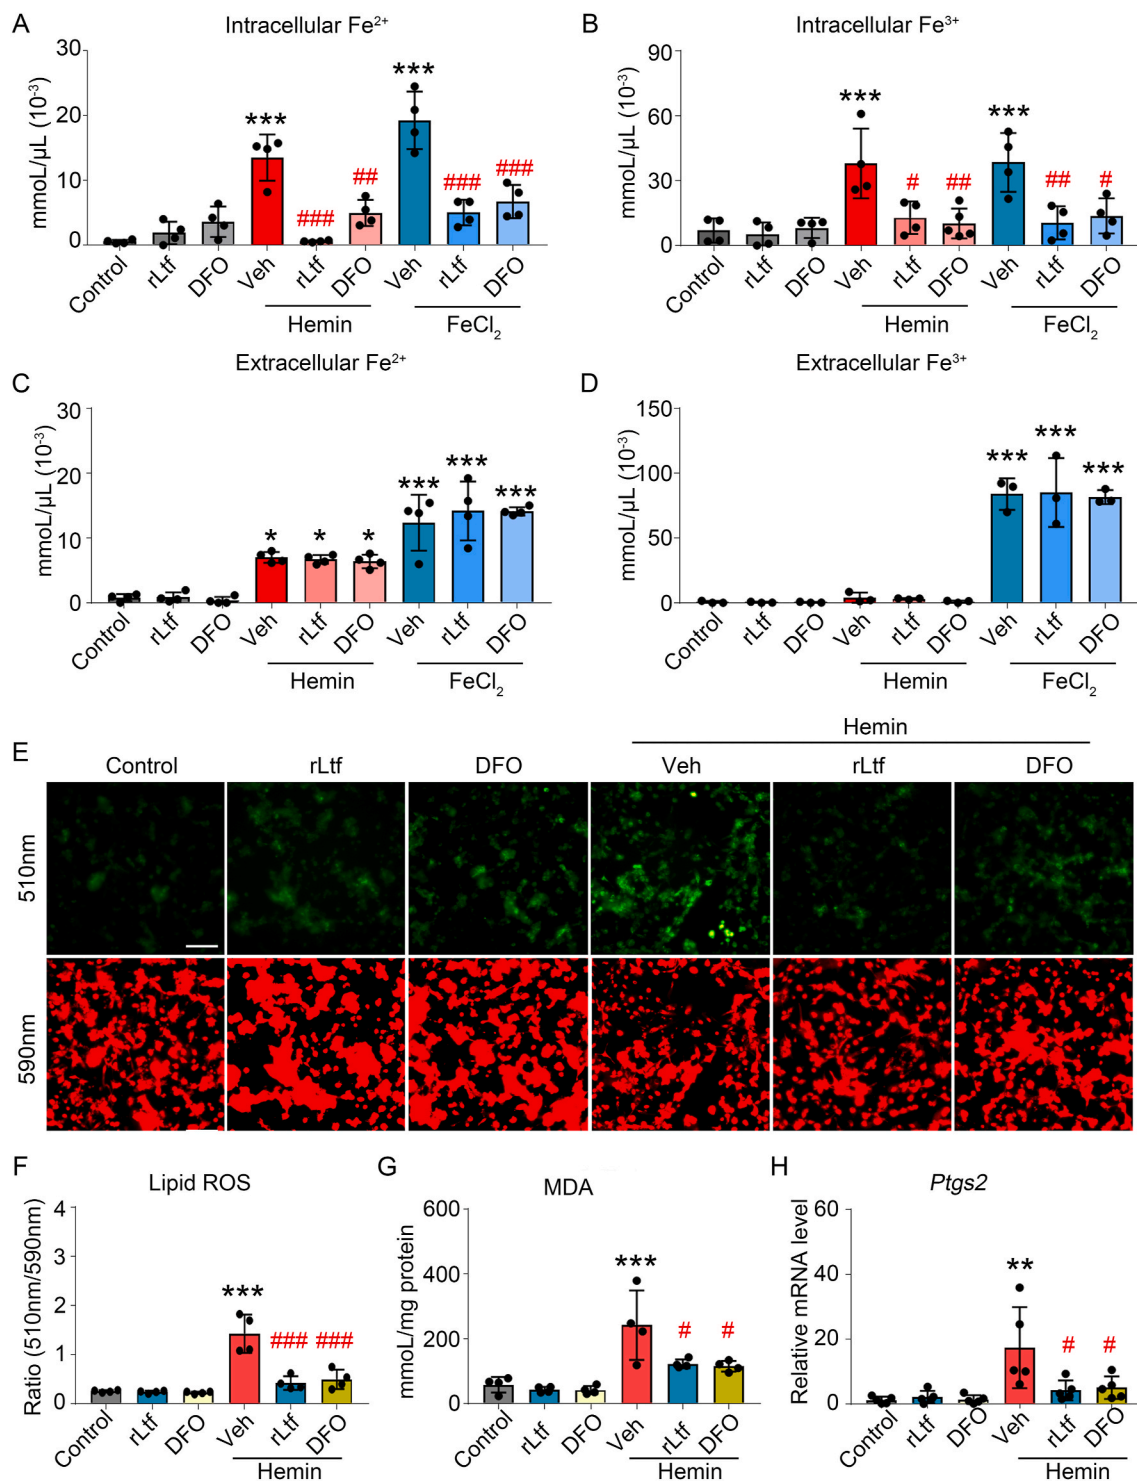 A
Intracellular Fe²⁺
mmoL/μL (10⁻³)
30
20
10
0
***
###
##
***
###
###
Control
rLtf
DFO
Veh
rLtf
DFO
Veh
rLtf
DFO
Hemin
FeCl₂
B
Intracellular Fe³⁺
mmoL/μL (10⁻³)
90
60
30
0
***
#
##
***
##
#
Control
rLtf
DFO
Veh
rLtf
DFO
Veh
rLtf
DFO
Hemin
FeCl₂
C
Extracellular Fe²⁺
mmoL/μL (10⁻³)
30
20
10
0
*
*
*
***
***
***
Control
rLtf
DFO
Veh
rLtf
DFO
Veh
rLtf
DFO
Hemin
FeCl₂
D
Extracellular Fe³⁺
mmoL/μL (10⁻³)
150
100
50
0
***
***
***
Control
rLtf
DFO
Veh
rLtf
DFO
Veh
rLtf
DFO
Hemin
FeCl₂
E
Hemin
Control
rLtf
DFO
Veh
rLtf
DFO
510nm
590nm
F
Lipid ROS
Ratio (510nm/590nm)
4
3
2
1
0
***
###
###
Control
rLtf
DFO
Veh
rLtf
DFO
Hemin
G
MDA
mmoL/mg protein
600
400
200
0
***
#
#
Control
rLtf
DFO
Veh
rLtf
DFO
Hemin
H
Ptgs2
Relative mRNA level
60
40
20
0
**
#
#
Control
rLtf
DFO
Veh
rLtf
DFO
Hemin